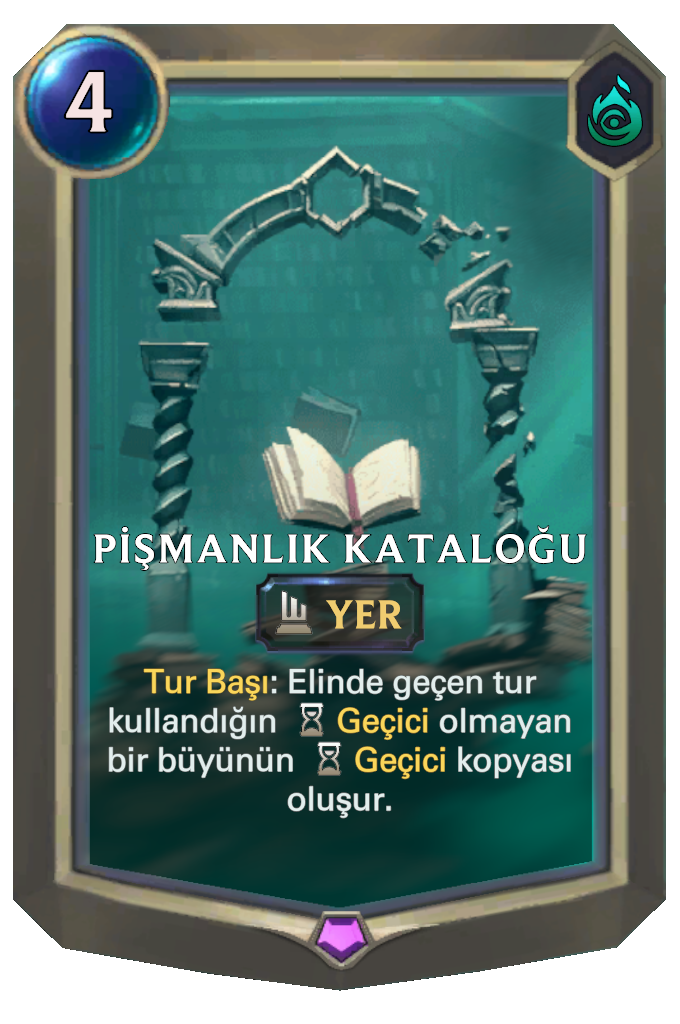 4
PİŞMANLIK KATALOĞU
YER
Tur Başı: Elinde geçen tur
kullandığın Geçici olmayan
bir büyünün Geçici kopyası
oluşur.